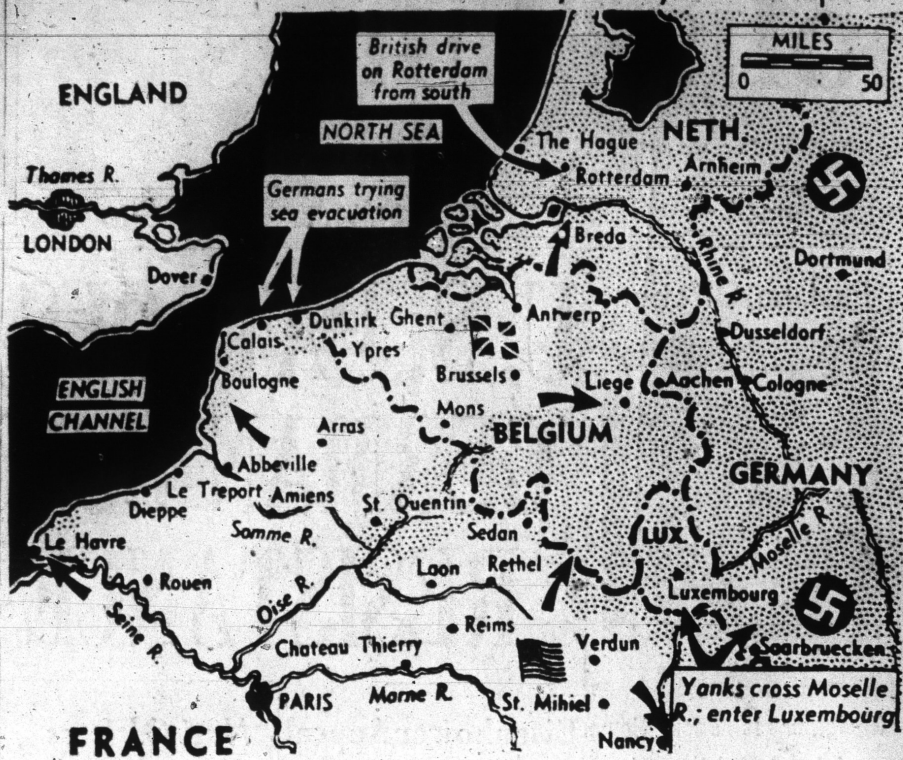 MILES
0 50
British drive
on Rotterdam
from south
ENGLAND
NORTH SEA
NETH.
The Hague
Arnheim
Thames R.
Rotterdam
Germans trying
sea evacuation
LONDON
Breda
Rhine R.
Dortmund
Dover
Antwerp
Dunkirk
Ghent
Calais
Dusseldorf
Ypres
Brussels
Liege
Aachen
Cologne
Boulogne
ENGLISH
CHANNEL
Mons
Arras
BELGIUM
Abbeville
GERMANY
Le Treport
Amiens
St. Quentin
Dieppe
Somme R.
Sedan
LUX.
Moselle R.
Le Havre
Laon
Rethel
Rouen
Oise R.
Luxembourg
Seine R.
Reims
Chateau Thierry
Verdun
Saarbruecken
PARIS
Marne R.
St. Mihiel
Yanks cross Moselle
R.; enter Luxembourg
Nancy
FRANCE